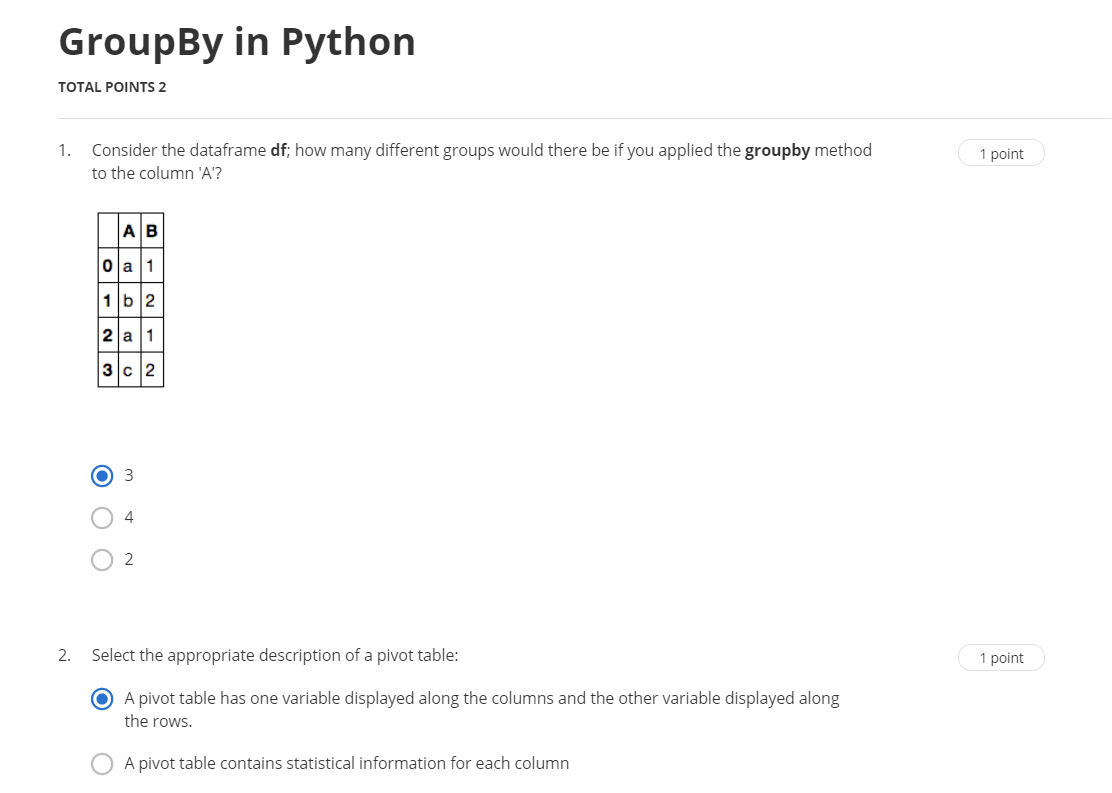 GroupBy in Python
TOTAL POINTS 2
1. Consider the dataframe df; how many different groups would there be if you applied the groupby method
to the column 'A'?
1 point
A B
0 a 1
1 b 2
2 a 1
3 c 2
3
4
2
2. Select the appropriate description of a pivot table:
1 point
A pivot table has one variable displayed along the columns and the other variable displayed along
the rows.
A pivot table contains statistical information for each column